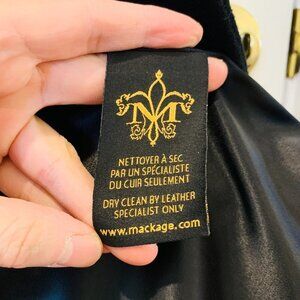 M
NETTOYER À SEC
PAR UN SPÉCIALISTE
DU CUIR SEULEMENT
DRY CLEAN BY LEATHER
SPECIALIST ONLY
www.mackage.com